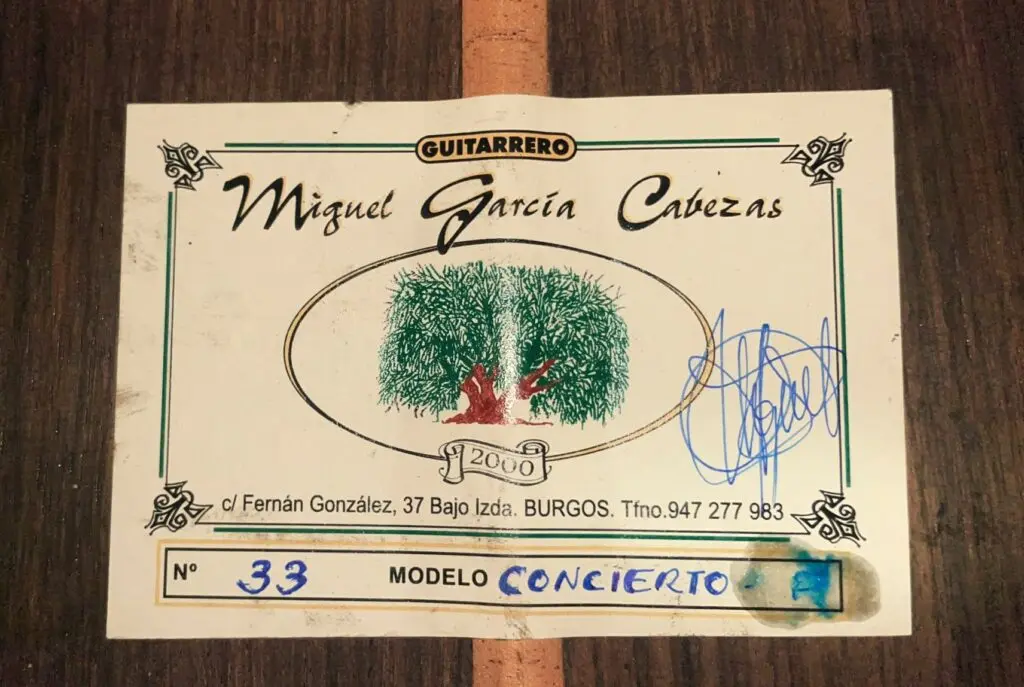 GUITARRERO
Miguel García Cabezas
2000
c/ Fernán González, 37 Bajo Izda. BURGOS. Tfno.947 277 983
Nº 33 MODELO CONCIERTO